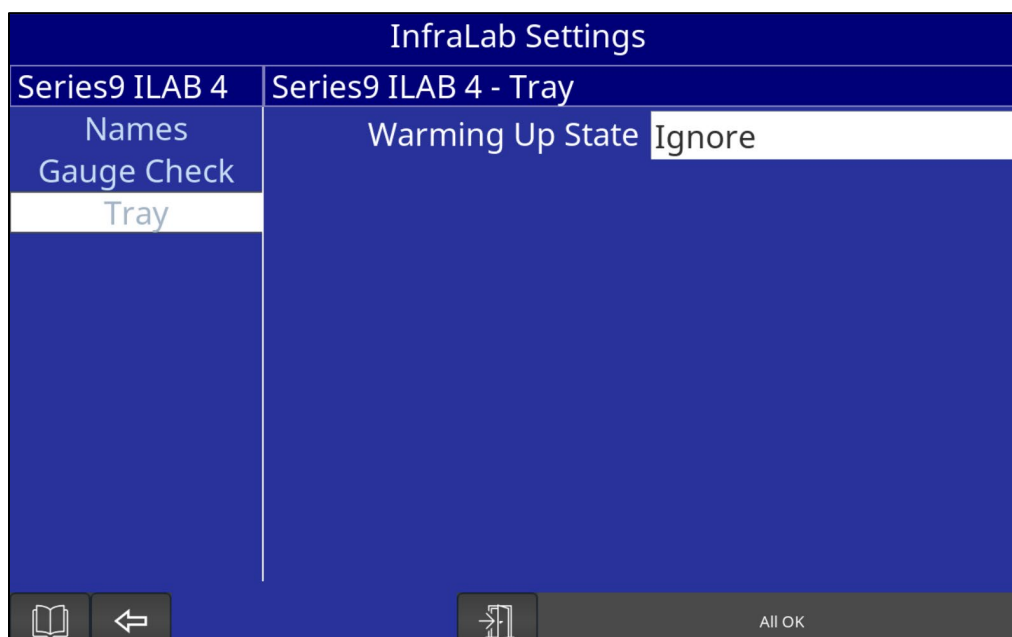 InfraLab Settings
Series9 ILAB 4
Series9 ILAB 4 - Tray
Names
Gauge Check
Tray
Warming Up State Ignore
All OK